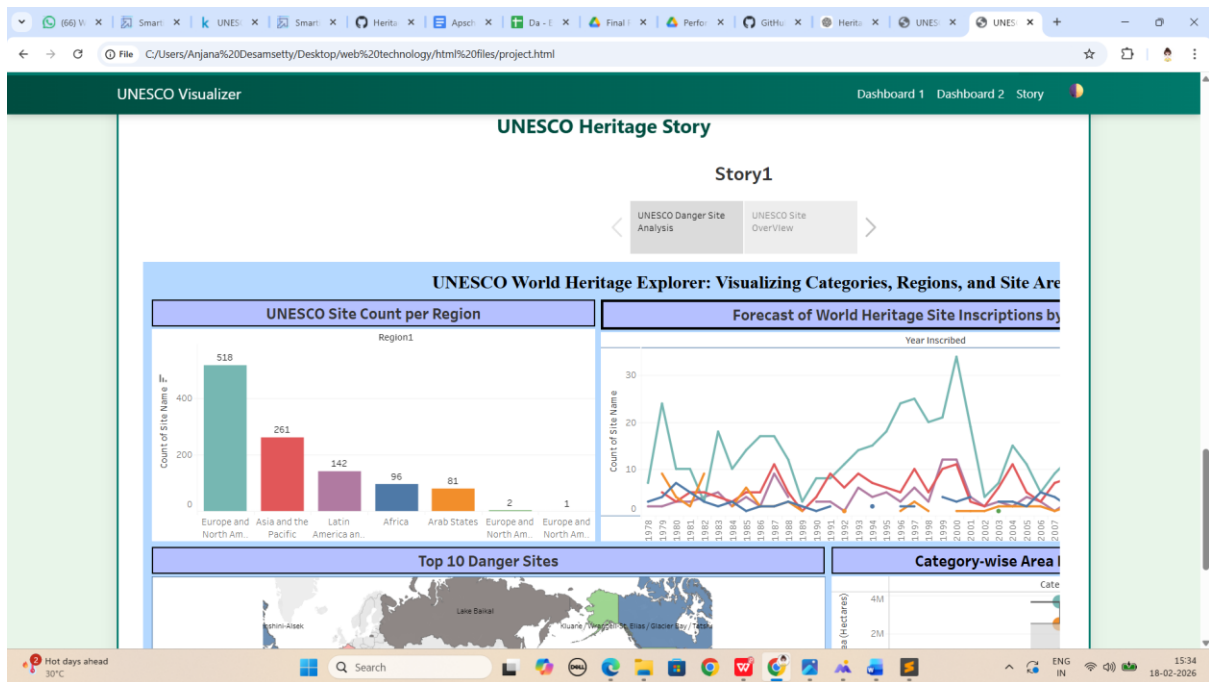 (66) W
Smart
UNES
Smart
Herita
Apsch
Da - E
Final
Perfor
GitHu
Herita
UNES
UNES
File C:/Users/Anjana%20Desamsetty/Desktop/web%20technology/html%20files/project.html
UNESCO Visualizer
Dashboard 1 Dashboard 2 Story
UNESCO Heritage Story
Story1
UNESCO Danger Site
Analysis
UNESCO Site
OverView
UNESCO World Heritage Explorer: Visualizing Categories, Regions, and Site Are
UNESCO Site Count per Region
Region1
Count of Site Name
400
200
0
518
261
142
96
81
2
1
Europe and
North Am..
Asia and the
Pacific
Latin
America an..
Africa
Arab States
Europe and
North Am..
Europe and
North Am..
Forecast of World Heritage Site Inscriptions by
Year Inscribed
Count of Site Name
30
20
10
0
1978
1979
1980
1981
1982
1983
1984
1985
1986
1987
1988
1989
1990
1991
1992
1993
1994
1995
1996
1997
1998
1999
2000
2001
2002
2003
2004
2005
2006
2007
Top 10 Danger Sites
Lake Baikal
Kluane / Wrangell-St. Elias / Glacier Bay / Tatsh
Category-wise Area
Cate
ea (Hectares)
4M
2M
2
Hot days ahead
30°C
Search
DELL
ENG
IN
15:34
18-02-2026